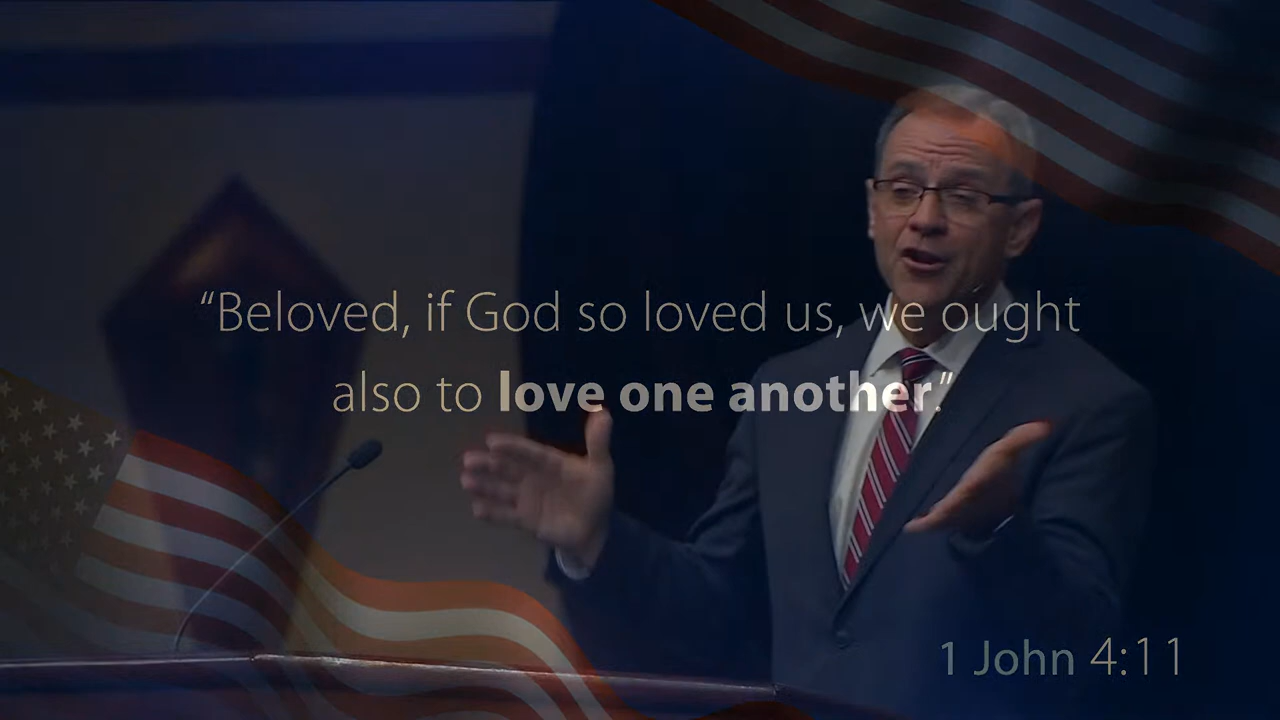 “Beloved, if God so loved us, we ought
also to love one another.”
1 John 4:11